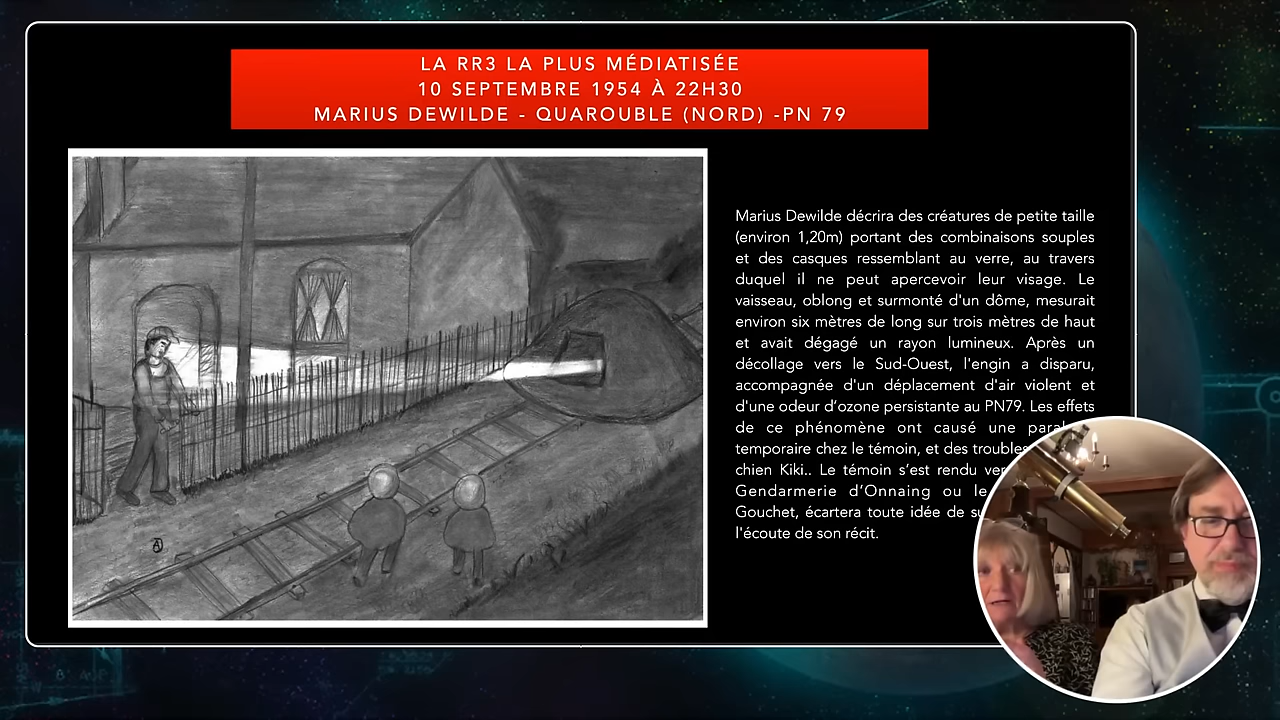 LA RR3 LA PLUS MÉDIATISÉE
10 SEPTEMBRE 1954 À 22H30
MARIUS DEWILDE - QUAROUBLE (NORD) -PN 79
Marius Dewilde décrira des créatures de petite taille
(environ 1,20m) portant des combinaisons souples
et des casques ressemblant au verre, au travers
duquel il ne peut apercevoir leur visage. Le
vaisseau, oblong et surmonté d'un dôme, mesurait
environ six mètres de long sur trois mètres de haut
et avait dégagé un rayon lumineux. Après un
décollage vers le Sud-Ouest, l'engin a disparu,
accompagnée d'un déplacement d'air violent et
d'une odeur d’ozone persistante au PN79. Les effets
de ce phénomène ont causé une
temporaire chez le témoin, et des troubles
chien Kiki.. Le témoin s’est rendu
Gendarmerie d’Onnaing ou le
Gouchet, écartera toute idée de
l'écoute de son récit.